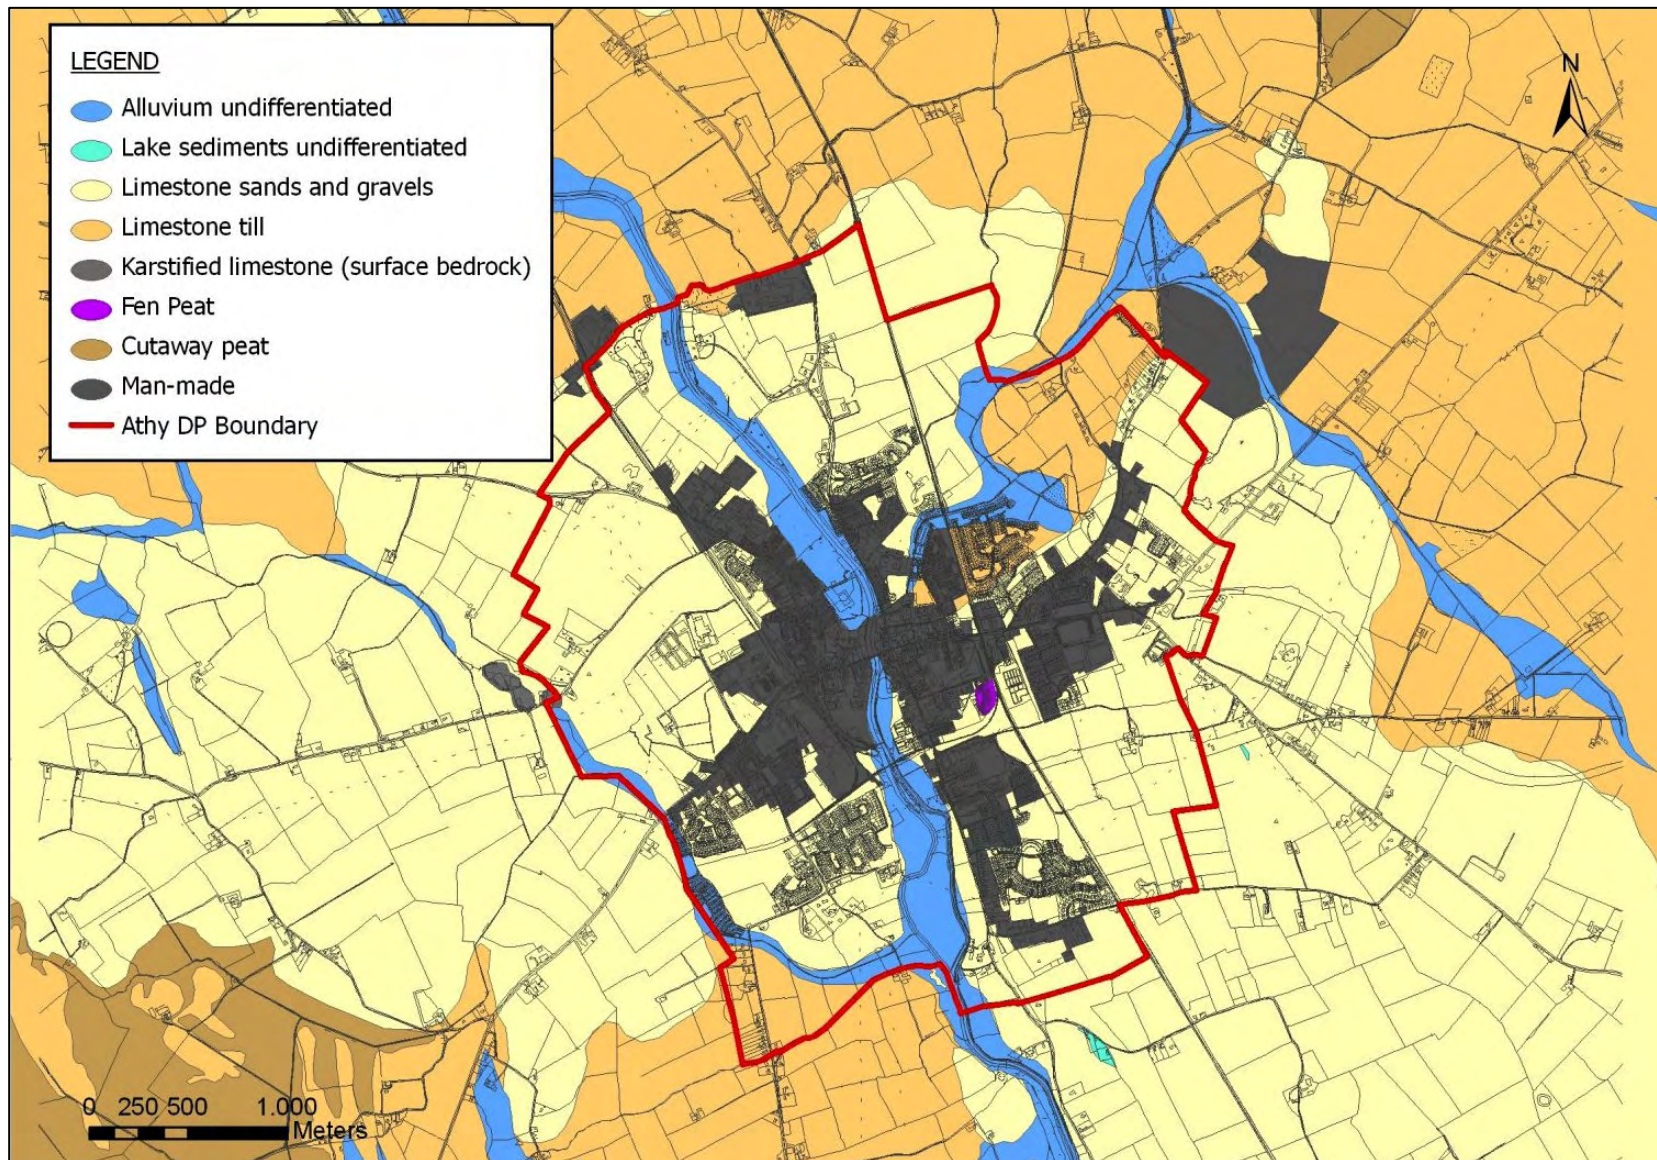 LEGEND
Alluvium undifferentiated
Lake sediments undifferentiated
Limestone sands and gravels
Limestone till
Karstified limestone (surface bedrock)
Fen Peat
Cutaway peat
Man-made
Athy DP Boundary
N
0 250 500 1.000
Meters